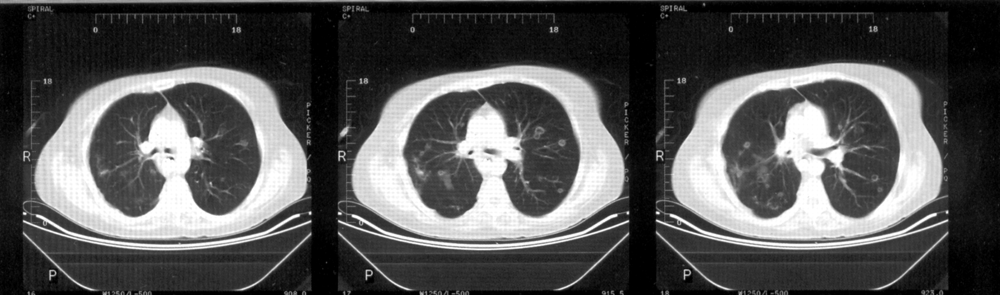 SPIRAL
C+
0 18
18
R
0
P
PICKER / PQ
16 W1250/L-500 908.0
SPIRAL
C+
0 18
18
R
0
P
PICKER / PQ
17 W1250/L-500 915.5
SPIRAL
C+
0 18
18
R
0
P
PICKER / PQ
18 W1250/L-500 923.0